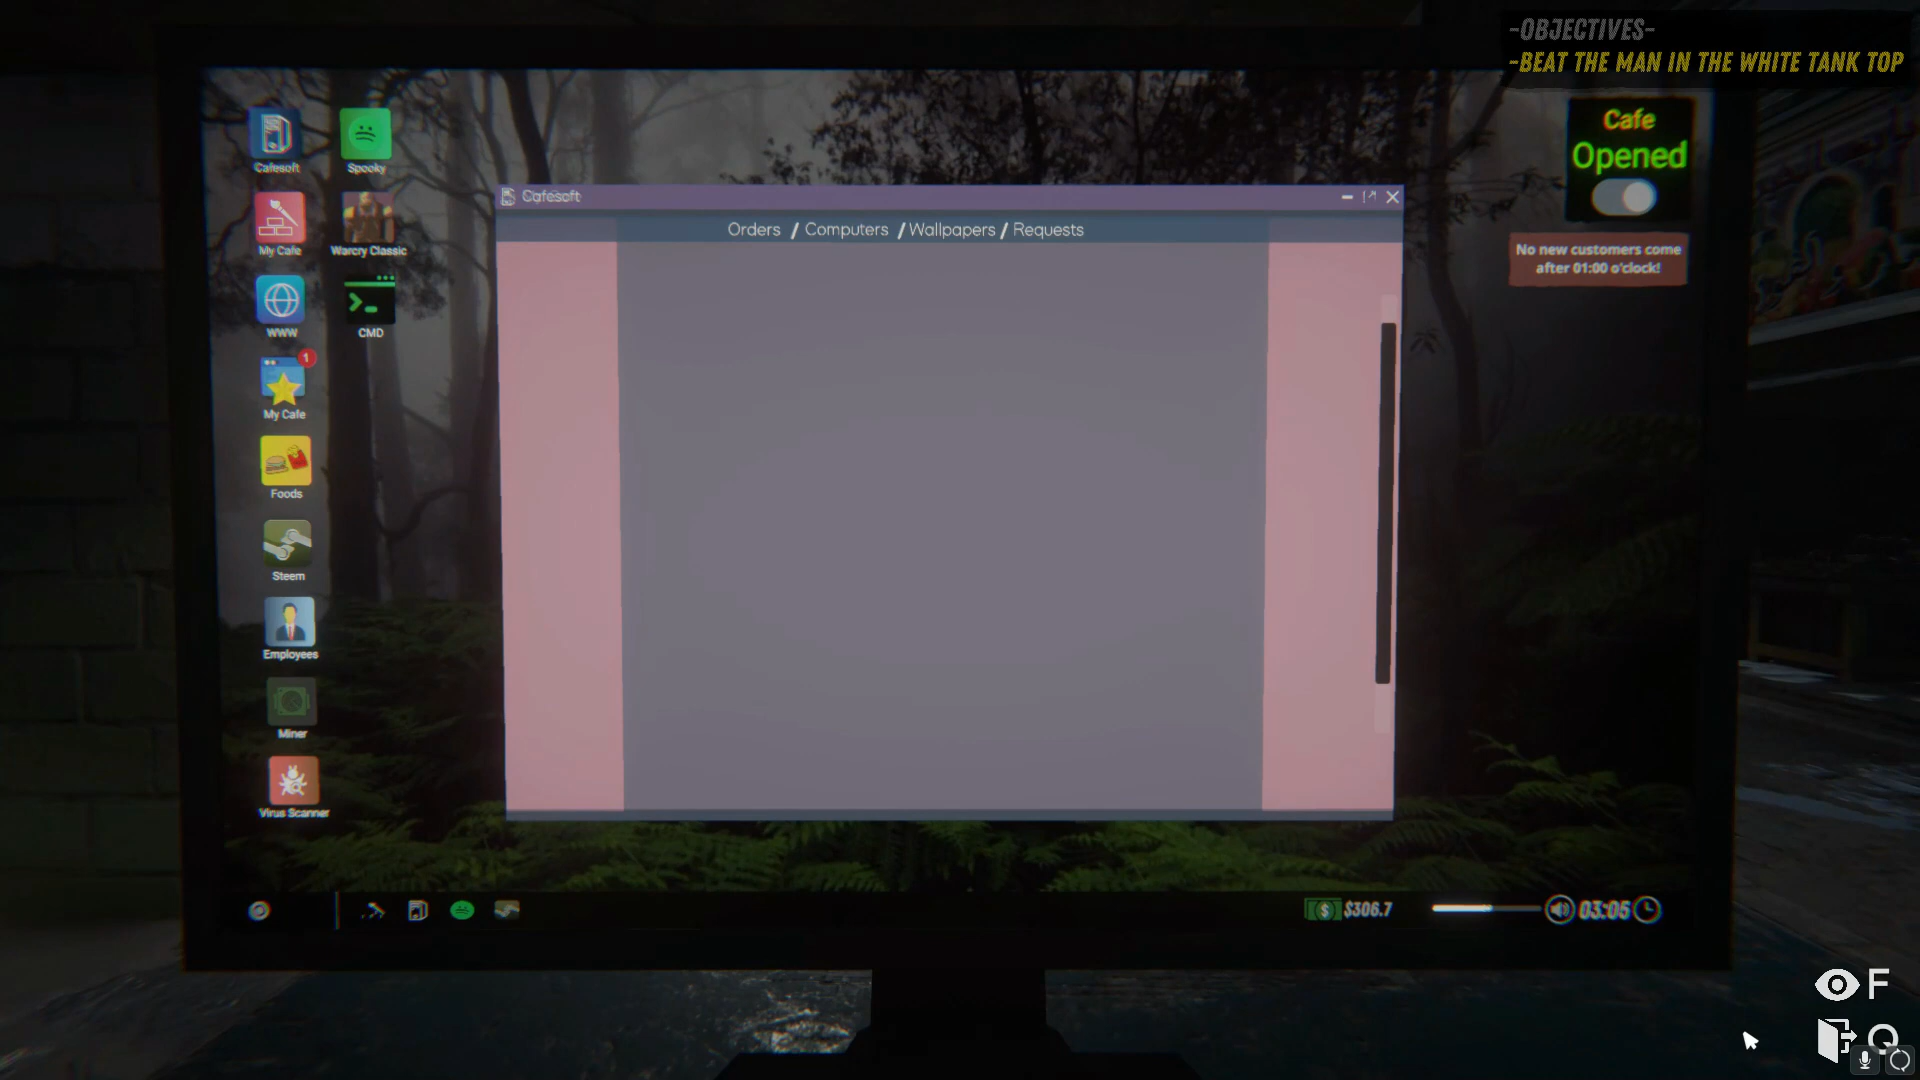 -OBJECTIVES-
-BEAT THE MAN IN THE WHITE TANK TOP
Cafe
Opened
No new customers come
after 01:00 o'clock!
Cafesoft
Spooky
My Cafe
Warcry Classic
WWW
CMD
1
My Cafe
Foods
Steem
Employees
Miner
Virus Scanner
Cafesoft
Orders / Computers / Wallpapers / Requests
$306.7
03:05
F
Q